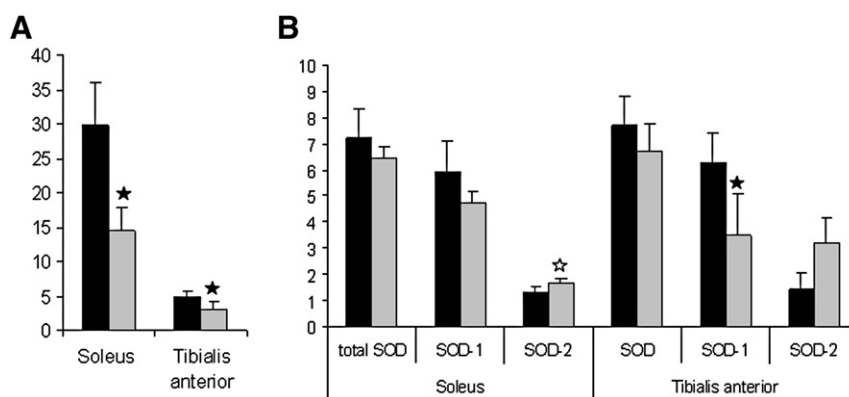 A
40
35
30
25
20
15
10
5
0
Soleus
Tibialis
anterior
B
10
9
8
7
6
5
4
3
2
1
0
total SOD SOD-1 SOD-2 SOD SOD-1 SOD-2
Soleus Tibialis anterior